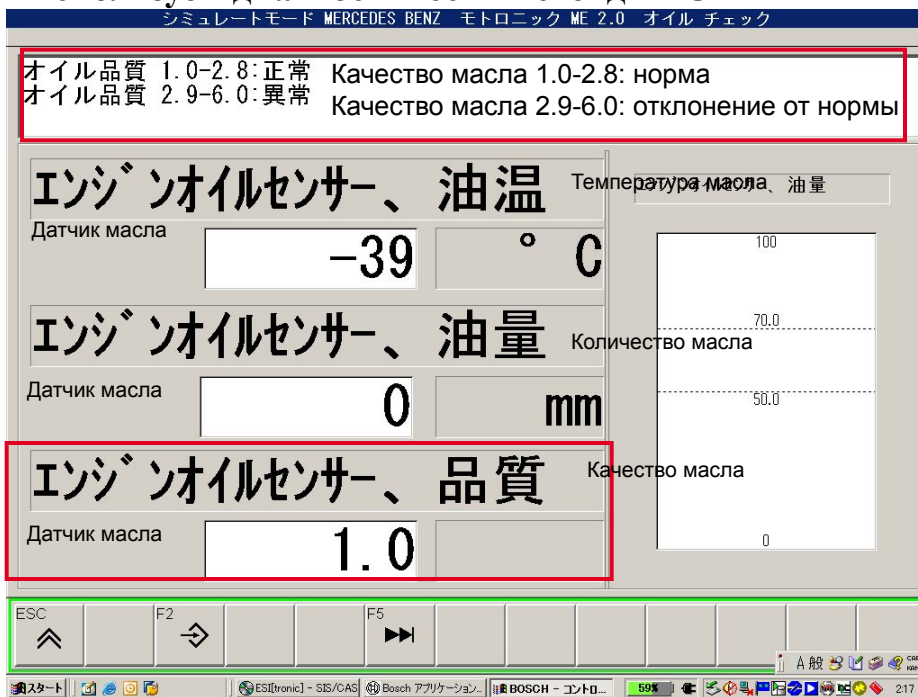 シミュレートモード MERCEDES BENZ モトロニック ME 2.0 オイル チェック
オイル品質 1.0-2.8:正常 Качество масла 1.0-2.8: норма
オイル品質 2.9-6.0:異常 Качество масла 2.9-6.0: отклонение от нормы
エンジンオイルセンサー、油温 Температура масла、油量
Датчик масла
-39 ° C
100
エンジンオイルセンサー、油量 Количество масла
70.0
Датчик масла
0 mm
50.0
エンジンオイルセンサー、品質 Качество масла
Датчик масла
1.0
0
ESC F2 F5
A般
スタート ESI[tronic] - SIS/CAS Bosch アプリケーション... BOSCH - コントロ... 59% 2:17